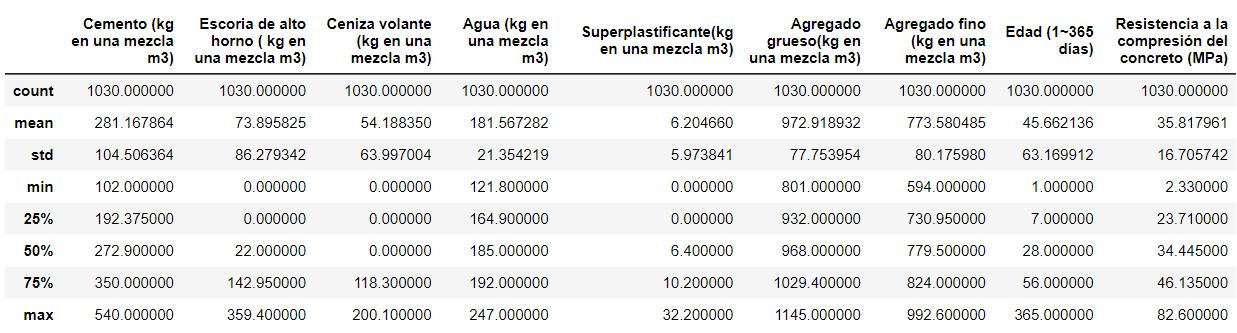 Cemento (kg en una mezcla m3) Escoria de alto horno ( kg en una mezcla m3) Ceniza volante (kg en una mezcla m3) Agua (kg en una mezcla m3) Superplastificante(kg en una mezcla m3) Agregado grueso(kg en una mezcla m3) Agregado fino (kg en una mezcla m3) Edad (1~365 días) Resistencia a la compresión del concreto (MPa)
count 1030.000000 1030.000000 1030.000000 1030.000000 1030.000000 1030.000000 1030.000000 1030.000000 1030.000000
mean 281.167864 73.895825 54.188350 181.567282 6.204660 972.918932 773.580485 45.662136 35.817961
std 104.506364 86.279342 63.997004 21.354219 5.973841 77.753954 80.175980 63.169912 16.705742
min 102.000000 0.000000 0.000000 121.800000 0.000000 801.000000 594.000000 1.000000 2.330000
25% 192.375000 0.000000 0.000000 164.900000 0.000000 932.000000 730.950000 7.000000 23.710000
50% 272.900000 22.000000 0.000000 185.000000 6.400000 968.000000 779.500000 28.000000 34.445000
75% 350.000000 142.950000 118.300000 192.000000 10.200000 1029.400000 824.000000 56.000000 46.135000
max 540.000000 359.400000 200.100000 247.000000 32.200000 1145.000000 992.600000 365.000000 82.600000